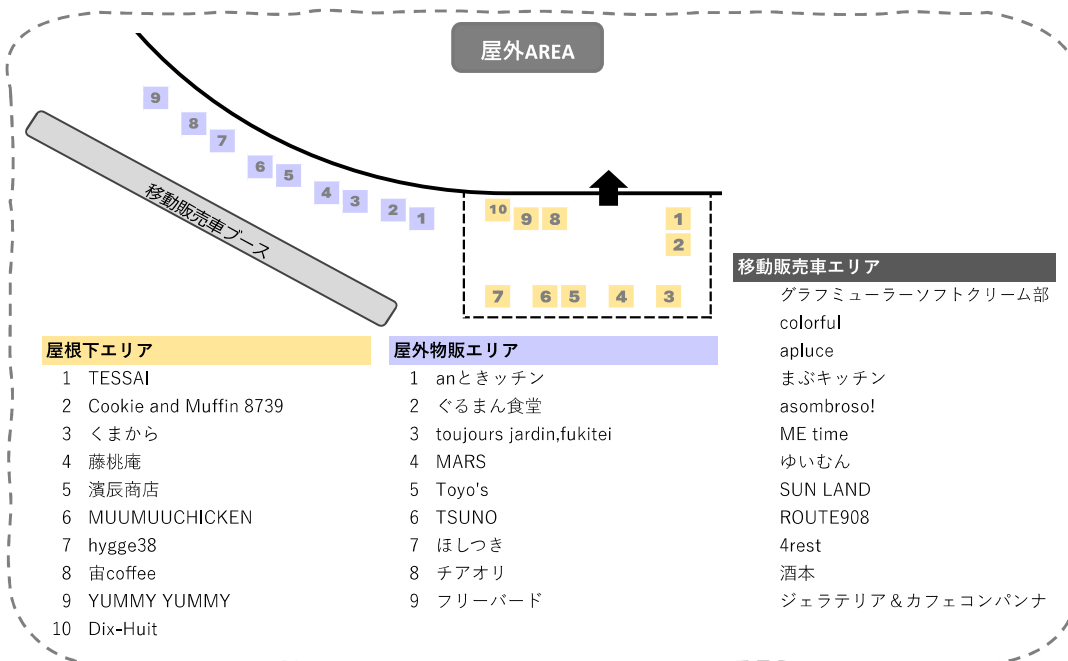 屋外AREA
9
8
7
6
5
4
3
2
1
移動販売車ブース
10
9
8
1
2
7
6
5
4
3
屋根下エリア
1 TESSAI
2 Cookie and Muffin 8739
3 くまから
4 藤桃庵
5 濱辰商店
6 MUUMUUCHICKEN
7 hygge38
8 宙coffee
9 YUMMY YUMMY
10 Dix-Huit
屋外物販エリア
1 anときッチン
2 ぐるまん食堂
3 toujours jardin,fukitei
4 MARS
5 Toyo's
6 TSUNO
7 ほしつき
8 チアオリ
9 フリーバード
移動販売車エリア
グラフミューラーソフトクリーム部
colorful
apluce
まぶキッチン
asombroso!
ME time
ゆいむん
SUN LAND
ROUTE908
4rest
酒本
ジェラテリア&カフェコンパンナ